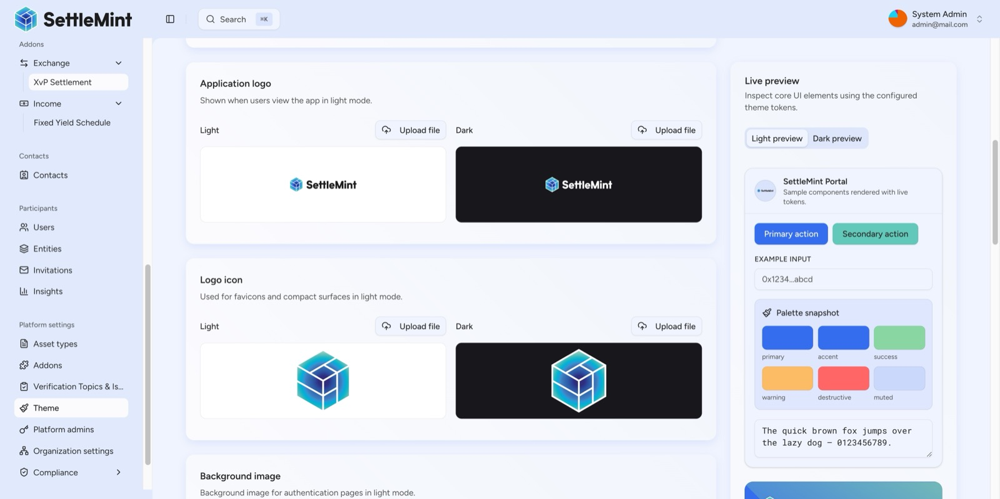 SettleMint
Search
⌘K
System Admin
admin@mail.com
Addons
Exchange
XvP Settlement
Income
Fixed Yield Schedule
Contacts
Contacts
Participants
Users
Entities
Invitations
Insights
Platform settings
Asset types
Addons
Verification Topics & Is...
Theme
Platform admins
Organization settings
Compliance
Application logo
Shown when users view the app in light mode.
Light
Upload file
Dark
Upload file
SettleMint
SettleMint
Logo icon
Used for favicons and compact surfaces in light mode.
Light
Upload file
Dark
Upload file
Background image
Background image for authentication pages in light mode.
Live preview
Inspect core UI elements using the configured
theme tokens.
Light preview
Dark preview
SettleMint
SettleMint Portal
Sample components rendered with live
tokens.
Primary action
Secondary action
EXAMPLE INPUT
0x1234...abcd
Palette snapshot
primary
accent
success
warning
destructive
muted
The quick brown fox jumps over
the lazy dog — 0123456789.